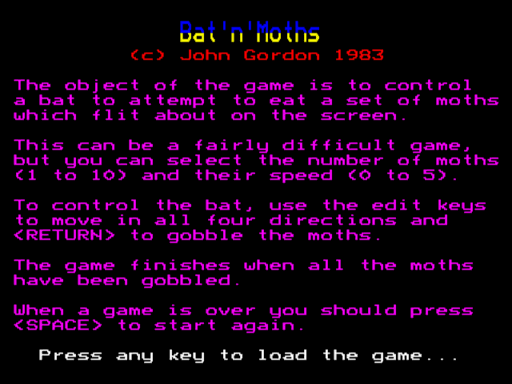 Bat'n'Moths
(c) John Gordon 1983
The object of the game is to control
a bat to attempt to eat a set of moths
which flit about on the screen.
This can be a fairly difficult game,
but you can select the number of moths
(1 to 10) and their speed (0 to 5).
To control the bat, use the edit keys
to move in all four directions and
<RETURN> to gobble the moths.
The game finishes when all the moths
have been gobbled.
When a game is over you should press
<SPACE> to start again.
Press any key to load the game...